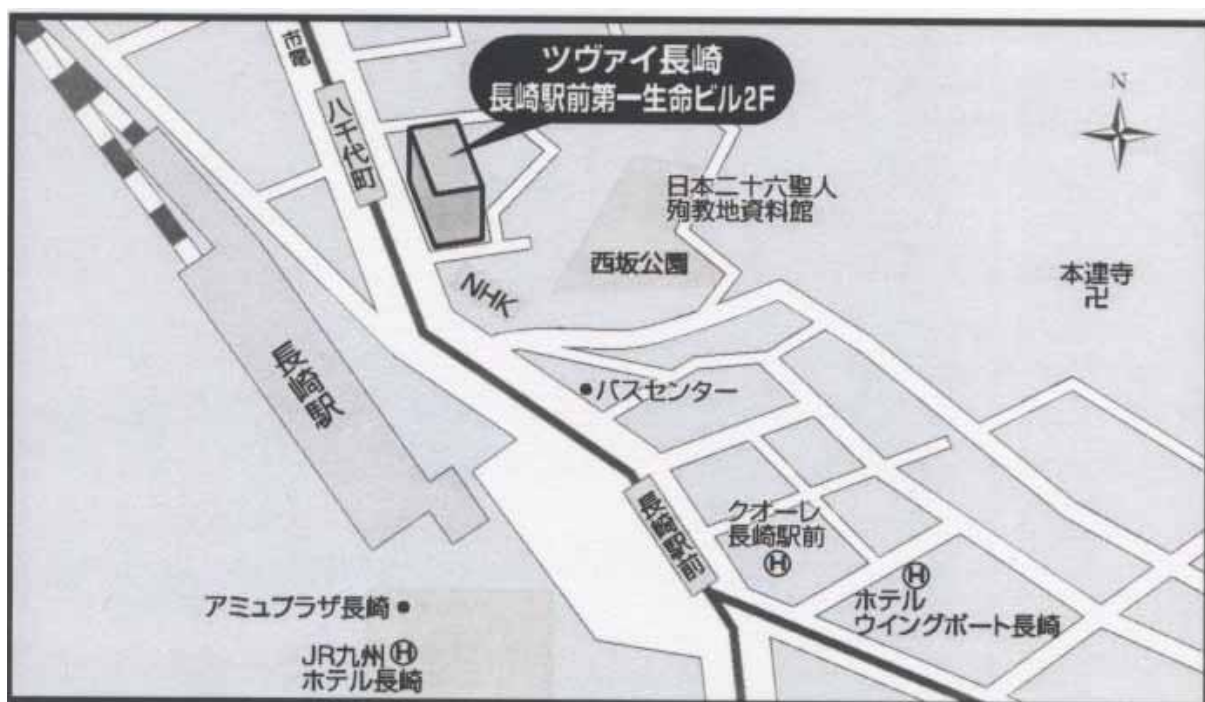 市電
ツヴァイ長崎
長崎駅前第一生命ビル2F
N
八千代町
日本二十六聖人
殉教地資料館
西坂公園
本連寺
卍
NHK
長崎駅
バスセンター
長崎駅前
クオーレ
長崎駅前
H
H
ホテル
ウイングポート長崎
アミュプラザ長崎
JR九州 H
ホテル長崎